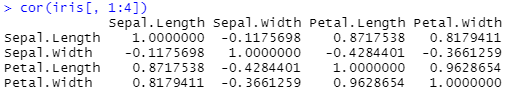 > cor(iris[, 1:4])
             Sepal.Length Sepal.Width Petal.Length Petal.Width
Sepal.Length    1.0000000  -0.1175698    0.8717538   0.8179411
Sepal.Width    -0.1175698   1.0000000   -0.4284401  -0.3661259
Petal.Length    0.8717538  -0.4284401    1.0000000   0.9628654
Petal.Width     0.8179411  -0.3661259    0.9628654   1.0000000